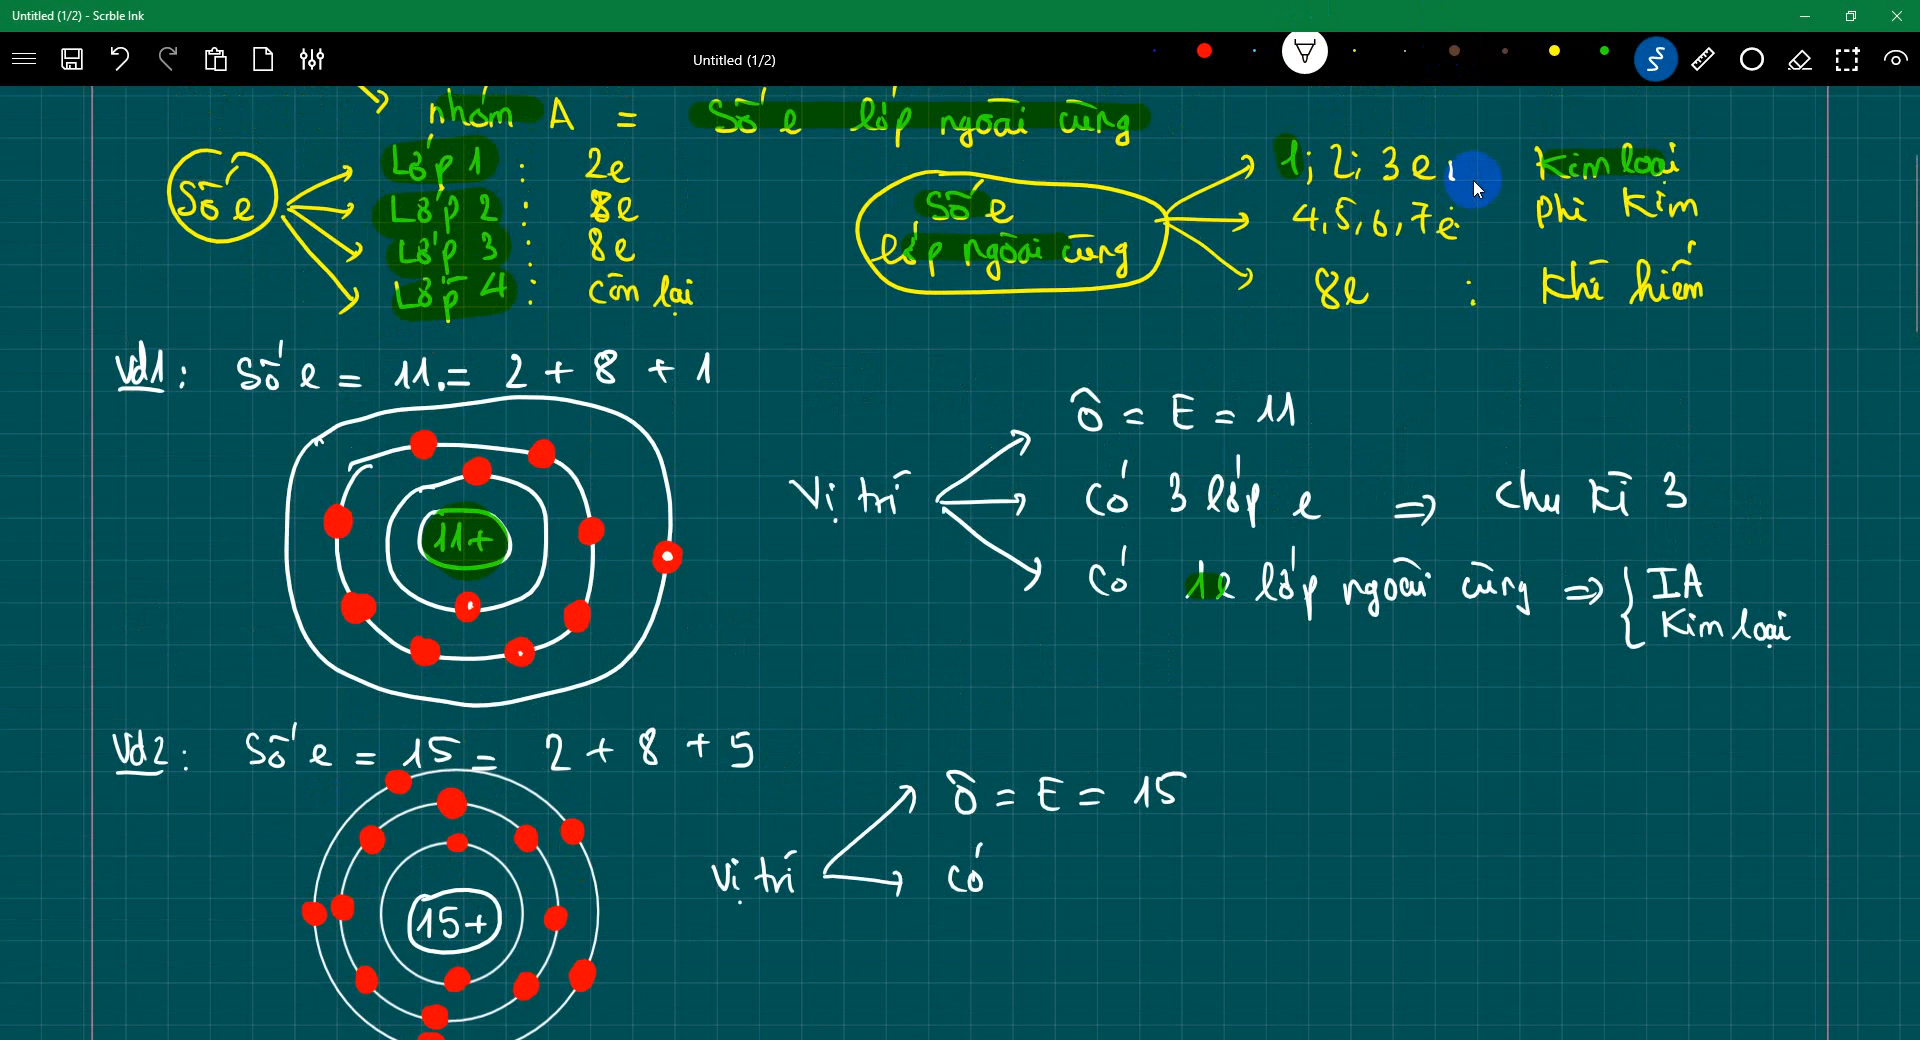 Untitled (1/2) - Scrble Ink
Untitled (1/2)
nhóm A = Số e lớp ngoài cùng
Số e
Lớp 1 : 2e
Lớp 2 : 8e
Lớp 3 : 8e
Lớp 4 : còn lại
Số e
lớp ngoài cùng
1; 2; 3 e Kim loại
4, 5, 6, 7e Phi Kim
8e : Khí hiếm
Vd1: Số e = 11 = 2 + 8 + 1
11+
Vị trí
Ô = E = 11
Có 3 lớp e ⇒ Chu kì 3
Có 1e lớp ngoài cùng ⇒ { IA
Kim loại
Vd2: Số e = 15 = 2 + 8 + 5
15+
Vị trí
Ô = E = 15
Có